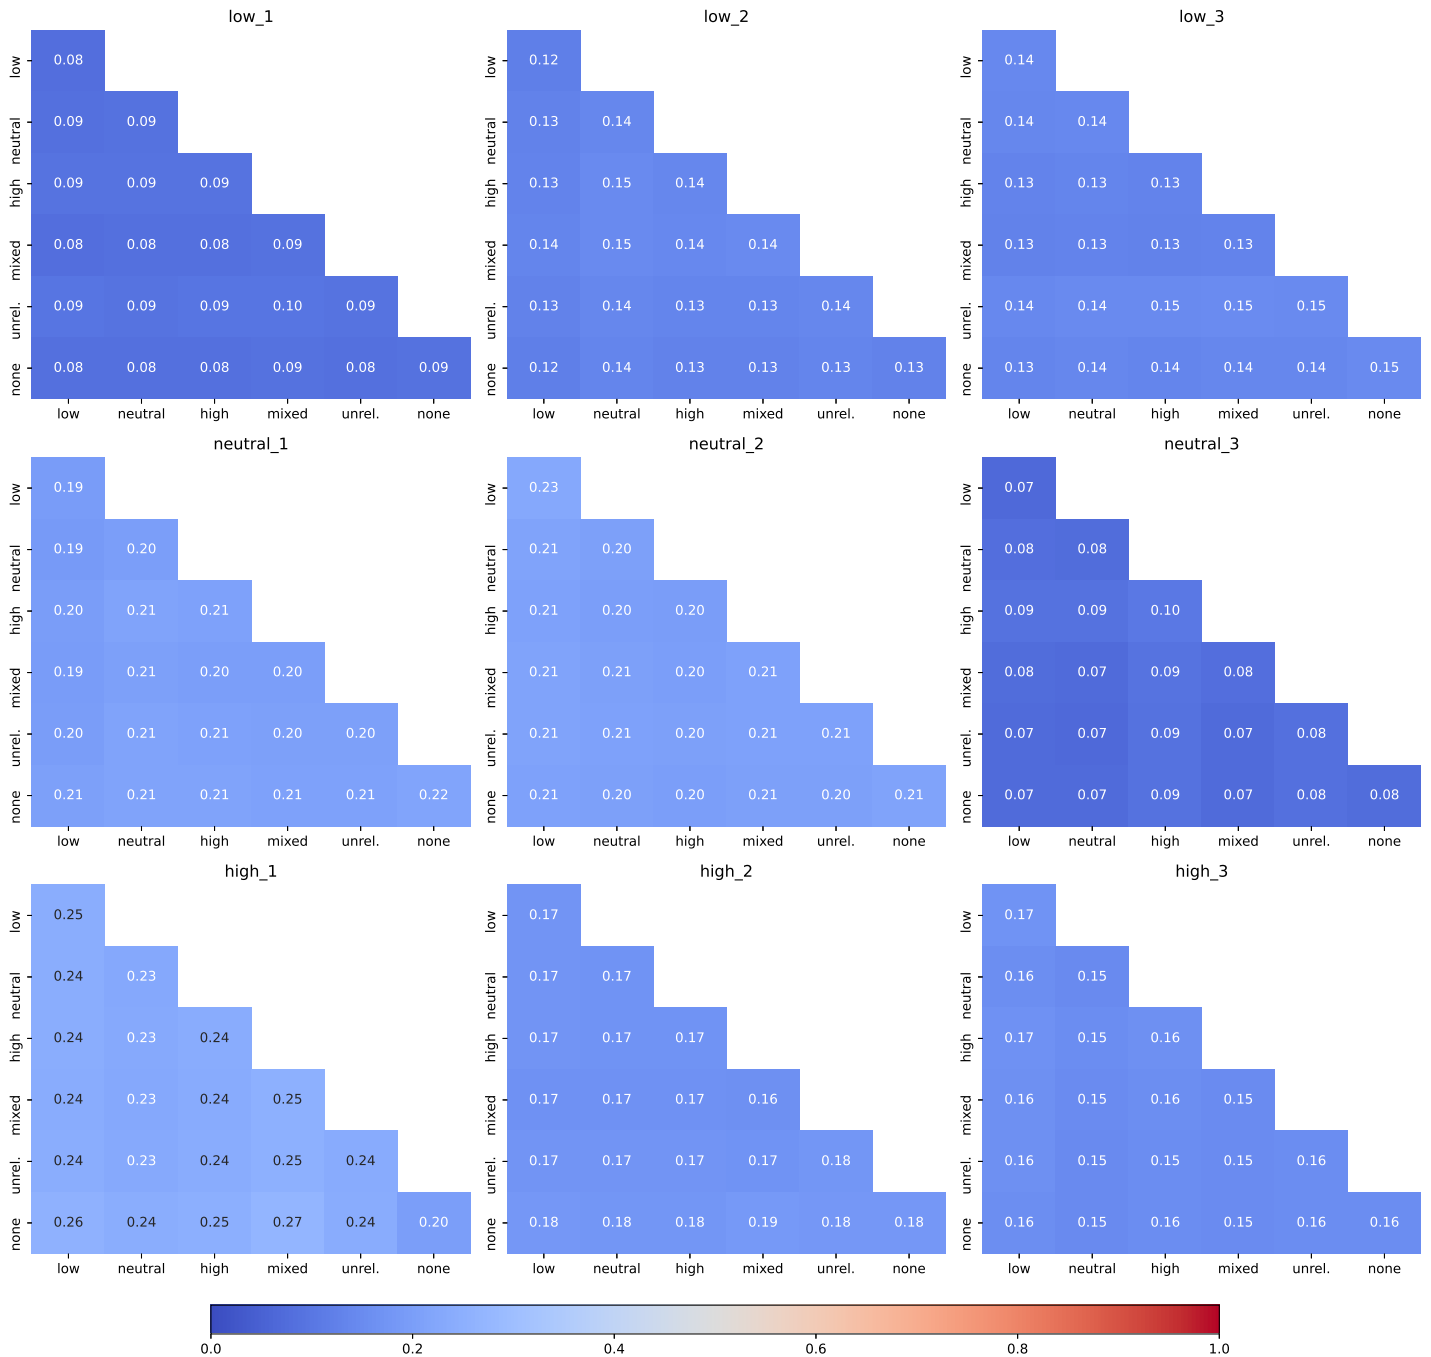 low_1 low_2 low_3
low 0.08 low 0.12 low 0.14
neutral 0.09 0.09 neutral 0.13 0.14 neutral 0.14 0.14
high 0.09 0.09 0.09 high 0.13 0.15 0.14 high 0.13 0.13 0.13
mixed 0.08 0.08 0.08 0.09 mixed 0.14 0.15 0.14 0.14 mixed 0.13 0.13 0.13 0.13
unrel. 0.09 0.09 0.09 0.10 0.09 unrel. 0.13 0.14 0.13 0.13 0.14 unrel. 0.14 0.14 0.15 0.15 0.15
none 0.08 0.08 0.08 0.09 0.08 0.09 none 0.12 0.14 0.13 0.13 0.13 0.13 none 0.13 0.14 0.14 0.14 0.14 0.15
low neutral high mixed unrel. none low neutral high mixed unrel. none low neutral high mixed unrel. none
neutral_1 neutral_2 neutral_3
low 0.19 low 0.23 low 0.07
neutral 0.19 0.20 neutral 0.21 0.20 neutral 0.08 0.08
high 0.20 0.21 0.21 high 0.21 0.20 0.20 high 0.09 0.09 0.10
mixed 0.19 0.21 0.20 0.20 mixed 0.21 0.21 0.20 0.21 mixed 0.08 0.07 0.09 0.08
unrel. 0.20 0.21 0.21 0.20 0.20 unrel. 0.21 0.21 0.20 0.21 0.21 unrel. 0.07 0.07 0.09 0.07 0.08
none 0.21 0.21 0.21 0.21 0.21 0.22 none 0.21 0.20 0.20 0.21 0.20 0.21 none 0.07 0.07 0.09 0.07 0.08 0.08
low neutral high mixed unrel. none low neutral high mixed unrel. none low neutral high mixed unrel. none
high_1 high_2 high_3
low 0.25 low 0.17 low 0.17
neutral 0.24 0.23 neutral 0.17 0.17 neutral 0.16 0.15
high 0.24 0.23 0.24 high 0.17 0.17 0.17 high 0.17 0.15 0.16
mixed 0.24 0.23 0.24 0.25 mixed 0.17 0.17 0.17 0.16 mixed 0.16 0.15 0.16 0.15
unrel. 0.24 0.23 0.24 0.25 0.24 unrel. 0.17 0.17 0.17 0.17 0.18 unrel. 0.16 0.15 0.15 0.15 0.16
none 0.26 0.24 0.25 0.27 0.24 0.20 none 0.18 0.18 0.18 0.19 0.18 0.18 none 0.16 0.15 0.16 0.15 0.16 0.16
low neutral high mixed unrel. none low neutral high mixed unrel. none low neutral high mixed unrel. none
0.0 0.2 0.4 0.6 0.8 1.0